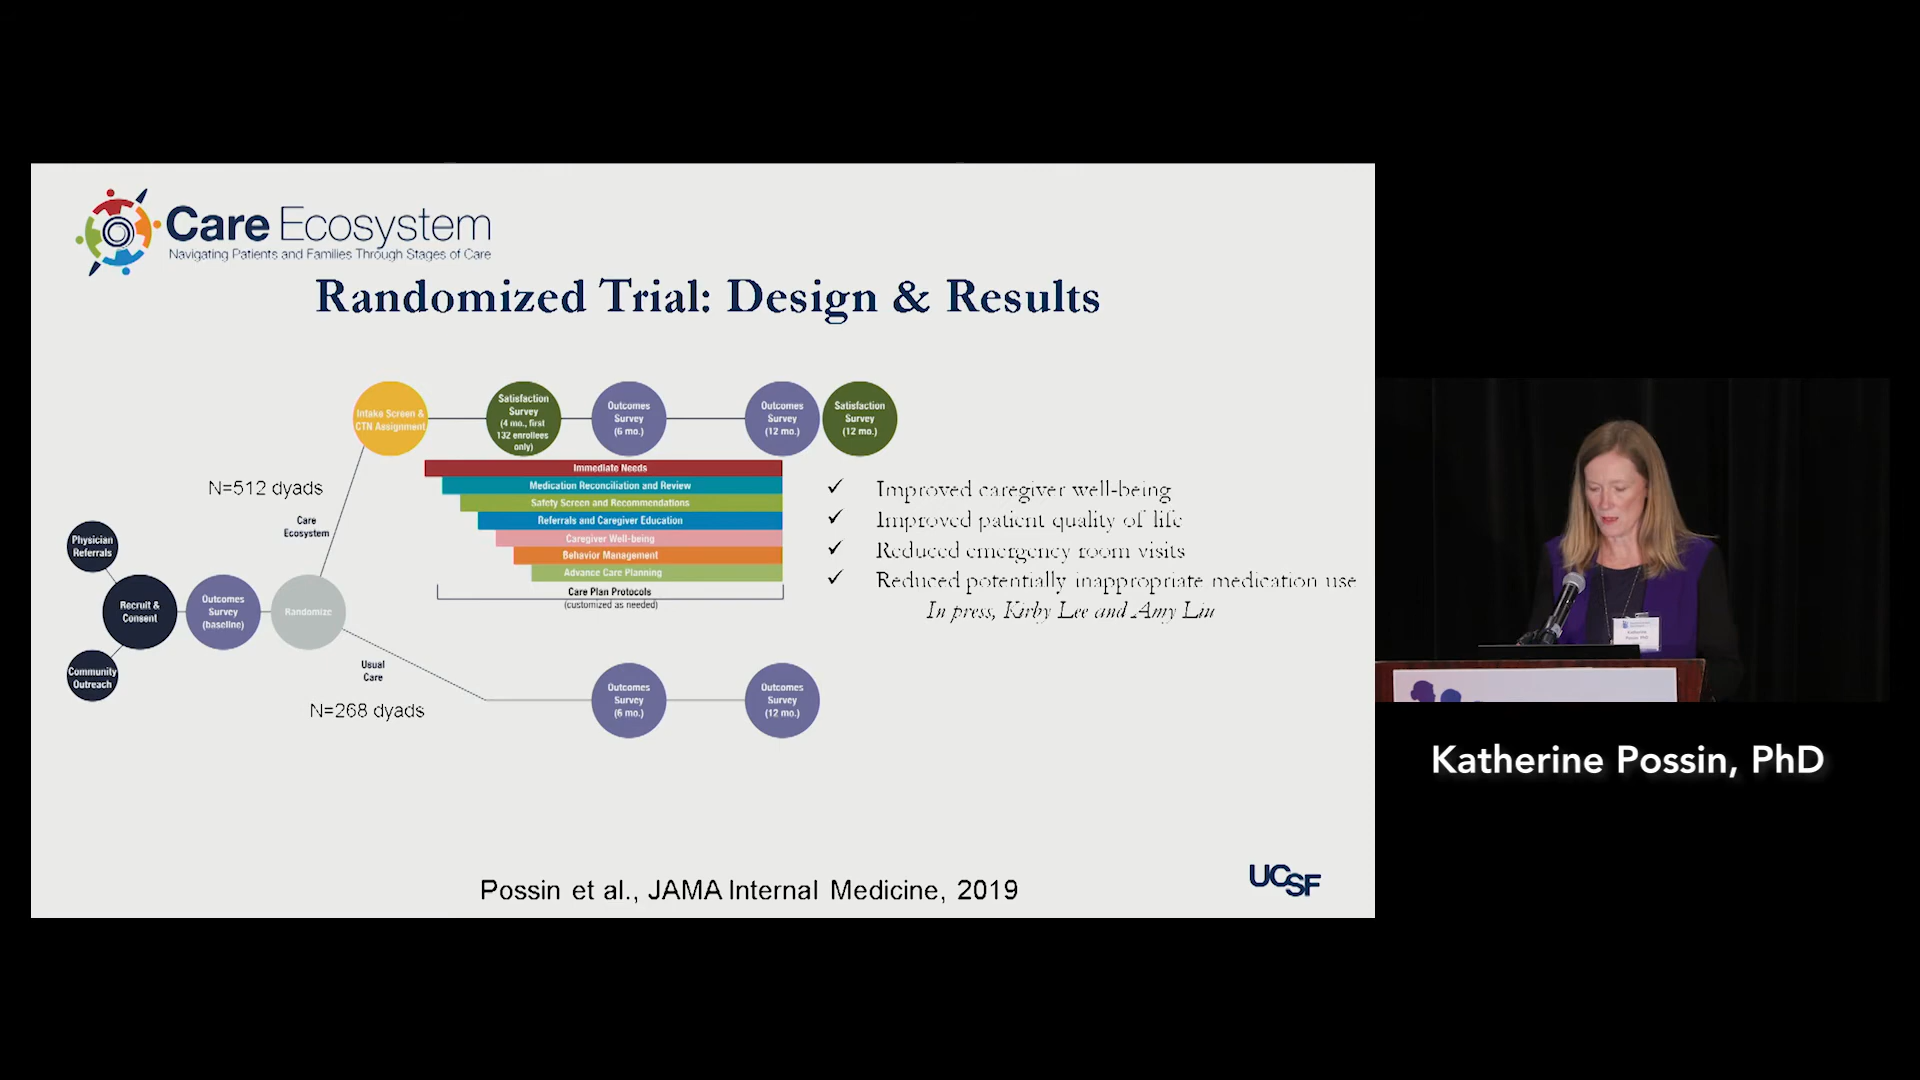 Care Ecosystem
Navigating Patients and Families Through Stages of Care
Randomized Trial: Design & Results
Intake Screen &
CTN Assignment
Satisfaction
Survey
(4 mo., first
132 enrollees
only)
Outcomes
Survey
(6 mo.)
Outcomes
Survey
(12 mo.)
Satisfaction
Survey
(12 mo.)
Immediate Needs
Medication Reconciliation and Review
Safety Screen and Recommendations
Referrals and Caregiver Education
Caregiver Well-being
Behavior Management
Advance Care Planning
Care Plan Protocols
(customized as needed)
N=512 dyads
Care
Ecosystem
Physician
Referrals
Recruit &
Consent
Outcomes
Survey
(baseline)
Randomize
Community
Outreach
Usual
Care
N=268 dyads
Outcomes
Survey
(6 mo.)
Outcomes
Survey
(12 mo.)
✓ Improved caregiver well-being
✓ Improved patient quality of life
✓ Reduced emergency room visits
✓ Reduced potentially inappropriate medication use
In press, Kirby Lee and Amy Liu
Possin et al., JAMA Internal Medicine, 2019
UCSF
Katherine Possin, PhD